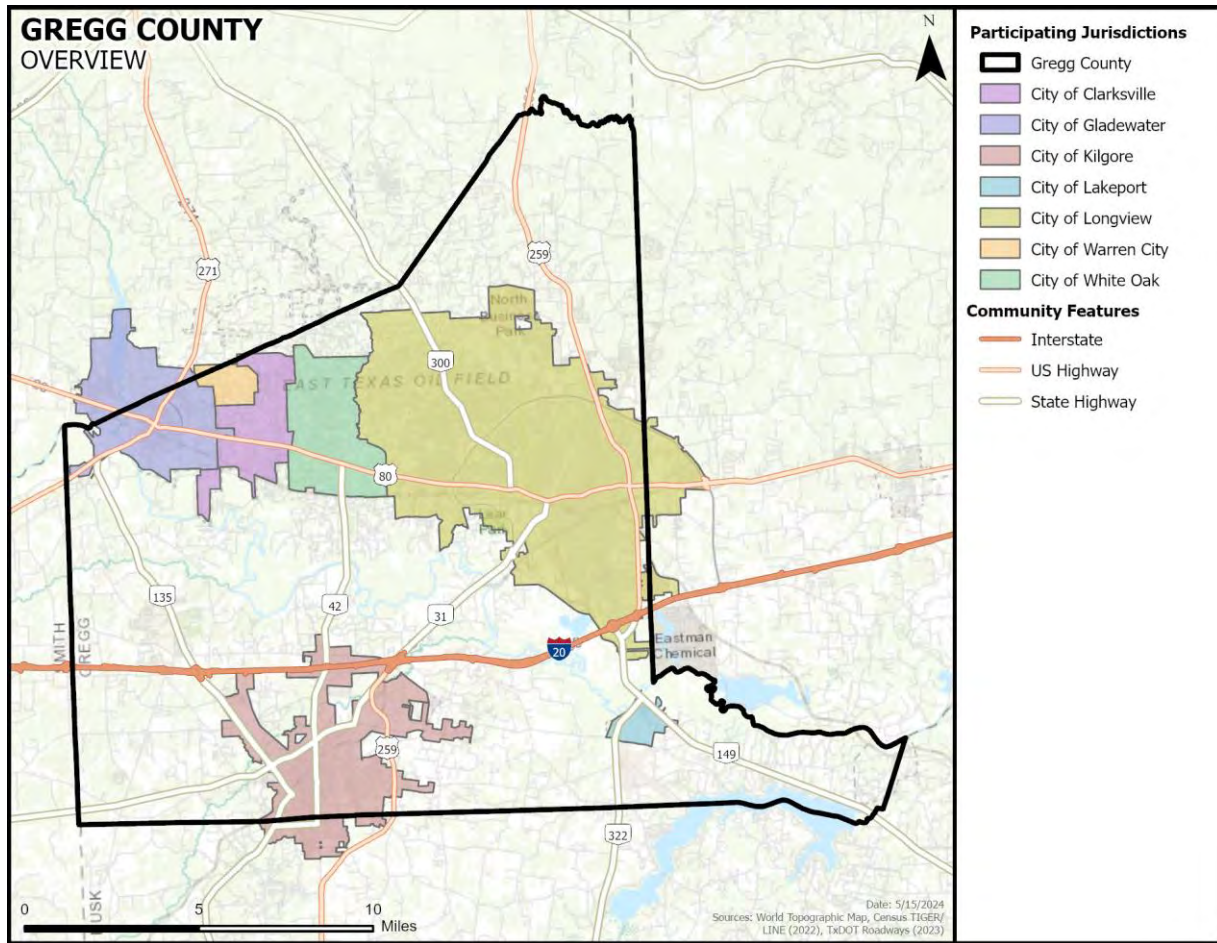 GREGG COUNTY
OVERVIEW
N
259
271
North
Business
Park
300
EAST TEXAS OIL FIELD
80
Park
135
42
31
SMITH
GREGG
20
Eastman
Chemical
259
149
322
RUSK
0 5 10
Miles
Date: 5/15/2024
Sources: World Topographic Map, Census TIGER/
LINE (2022), TxDOT Roadways (2023)
Participating Jurisdictions
Gregg County
City of Clarksville
City of Gladewater
City of Kilgore
City of Lakeport
City of Longview
City of Warren City
City of White Oak
Community Features
Interstate
US Highway
State Highway